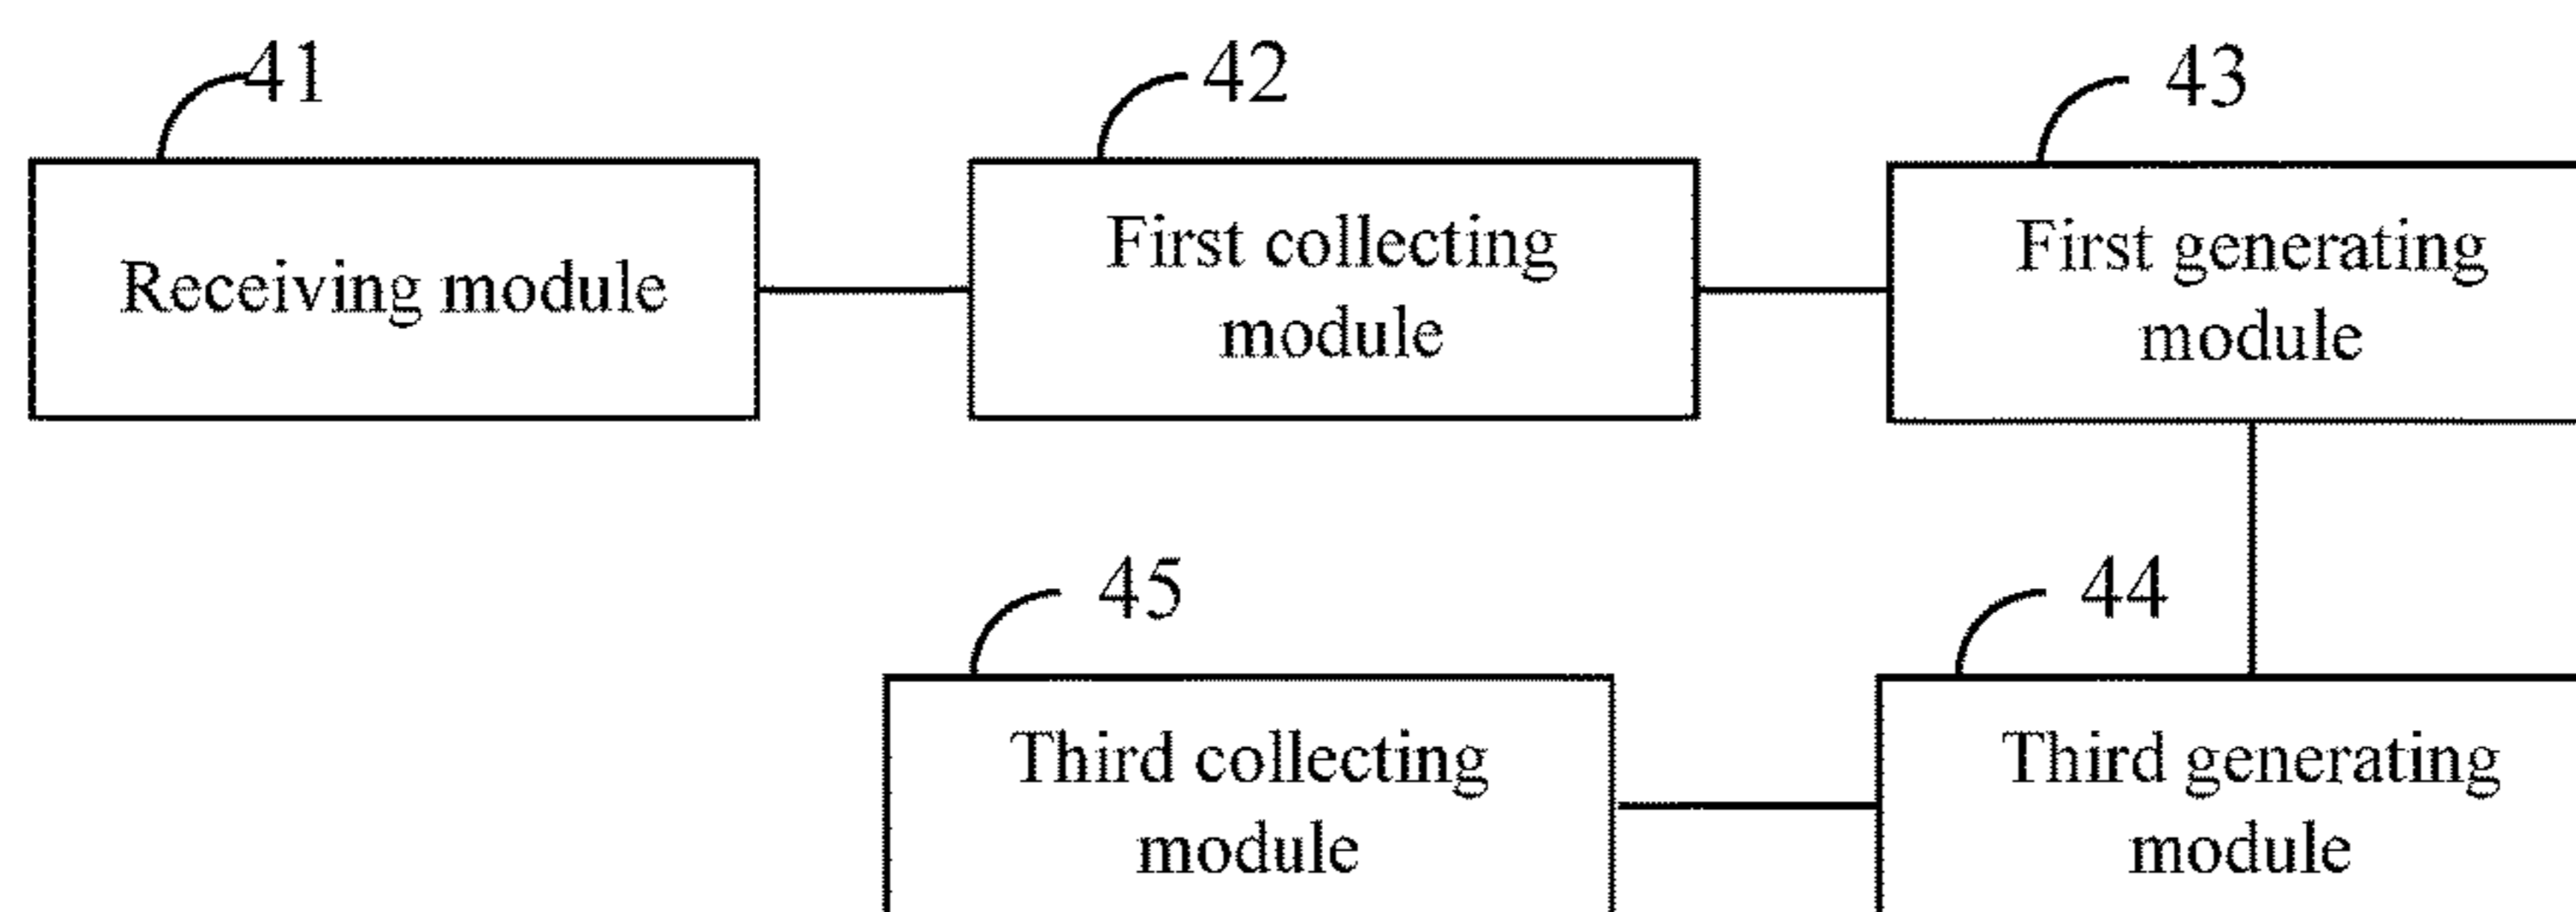 41
42
43
Receiving module
First collecting
module
First generating
module
45
44
Third collecting
module
Third generating
module